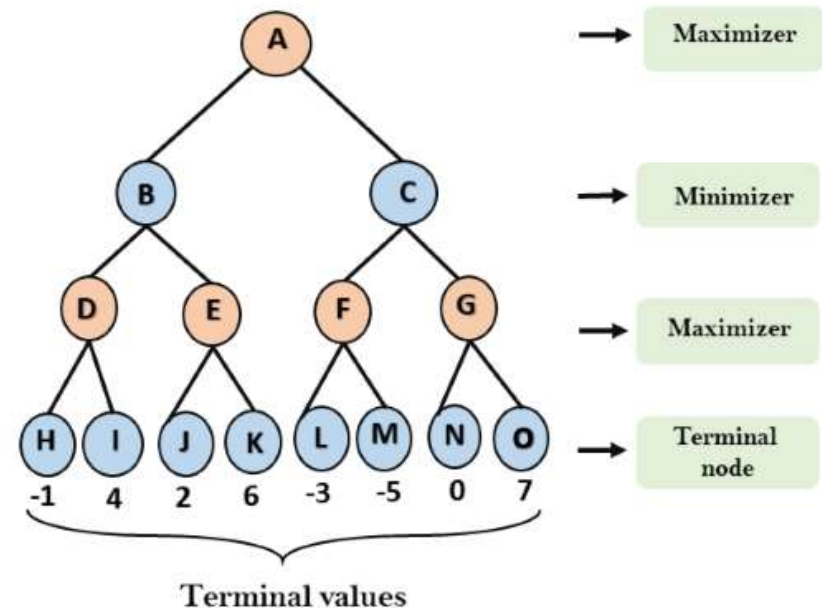 A
Maximizer
B
C
Minimizer
D
E
F
G
Maximizer
H
I
J
K
L
M
N
O
Terminal
node
-1
4
2
6
-3
-5
0
7
Terminal values